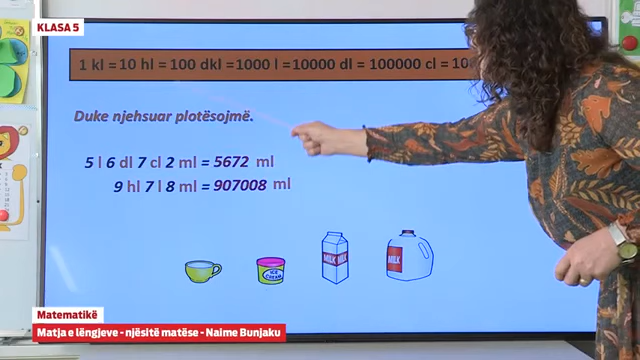 KLASA 5
1 kl = 10 hl = 100 dkl =1000 l =10000 dl = 100000 cl = 10
Duke njehsuar plotësojmë.
5 l 6 dl 7 cl 2 ml = 5672 ml
9 hl 7 l 8 ml = 907008 ml
ICE CREAM
MILK MILK
MILK
Matematikë
Matja e lëngjeve - njësitë matëse - Naime Bunjaku